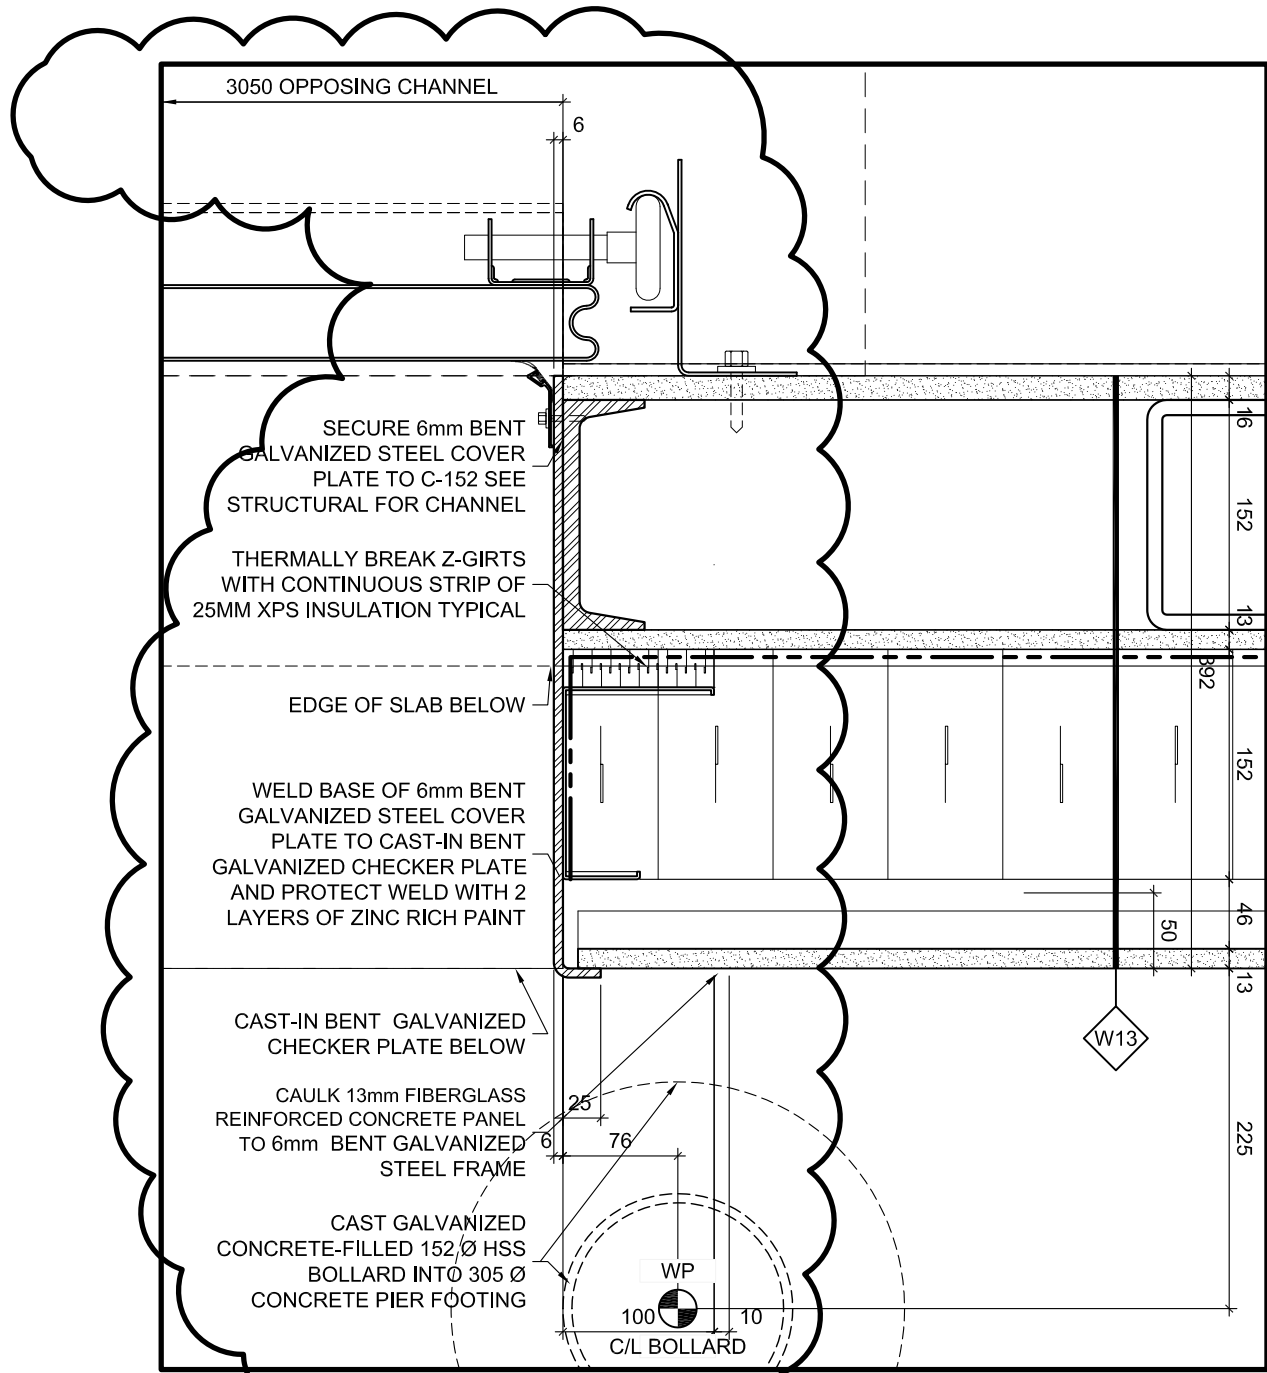 3050 OPPOSING CHANNEL
6
SECURE 6mm BENT
GALVANIZED STEEL COVER
PLATE TO C-152 SEE
STRUCTURAL FOR CHANNEL
16
152
THERMALLY BREAK Z-GIRTS
WITH CONTINUOUS STRIP OF
25MM XPS INSULATION TYPICAL
13
392
EDGE OF SLAB BELOW
152
WELD BASE OF 6mm BENT
GALVANIZED STEEL COVER
PLATE TO CAST-IN BENT
GALVANIZED CHECKER PLATE
AND PROTECT WELD WITH 2
LAYERS OF ZINC RICH PAINT
46
50
13
CAST-IN BENT GALVANIZED
CHECKER PLATE BELOW
W13
CAULK 13mm FIBERGLASS
REINFORCED CONCRETE PANEL
TO 6mm BENT GALVANIZED
STEEL FRAME
25
6
76
225
CAST GALVANIZED
CONCRETE-FILLED 152 Ø HSS
BOLLARD INTO 305 Ø
CONCRETE PIER FOOTING
WP
100
10
C/L BOLLARD